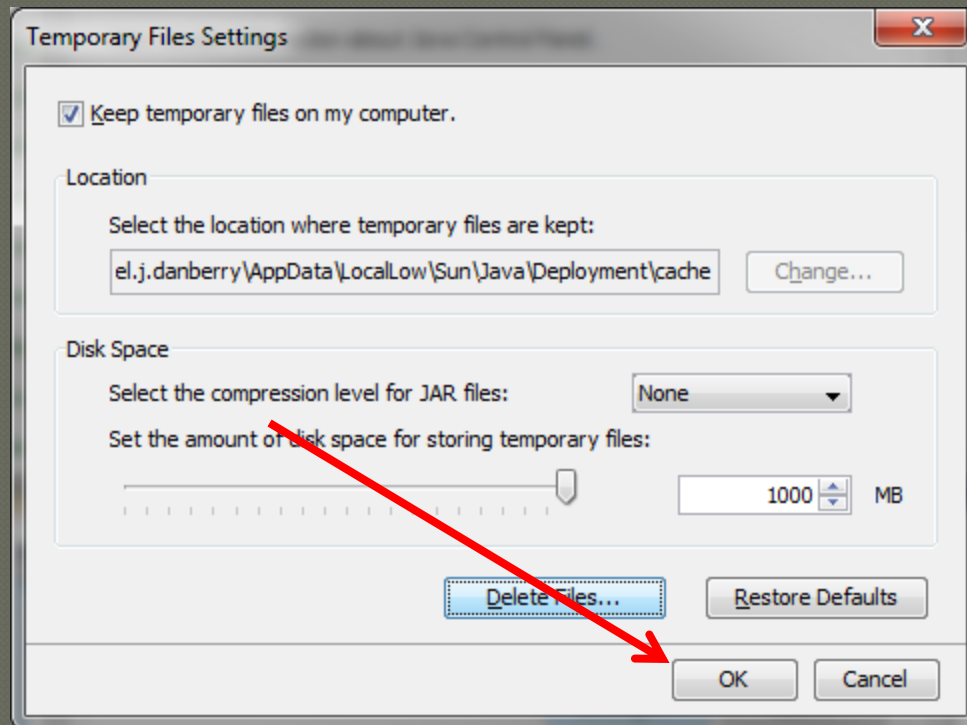 Temporary Files Settings
Keep temporary files on my computer.
Location
Select the location where temporary files are kept:
el.j.danberry\AppData\LocalLow\Sun\Java\Deployment\cache
Change...
Disk Space
Select the compression level for JAR files:
None
Set the amount of disk space for storing temporary files:
1000
MB
Delete Files...
Restore Defaults
OK
Cancel